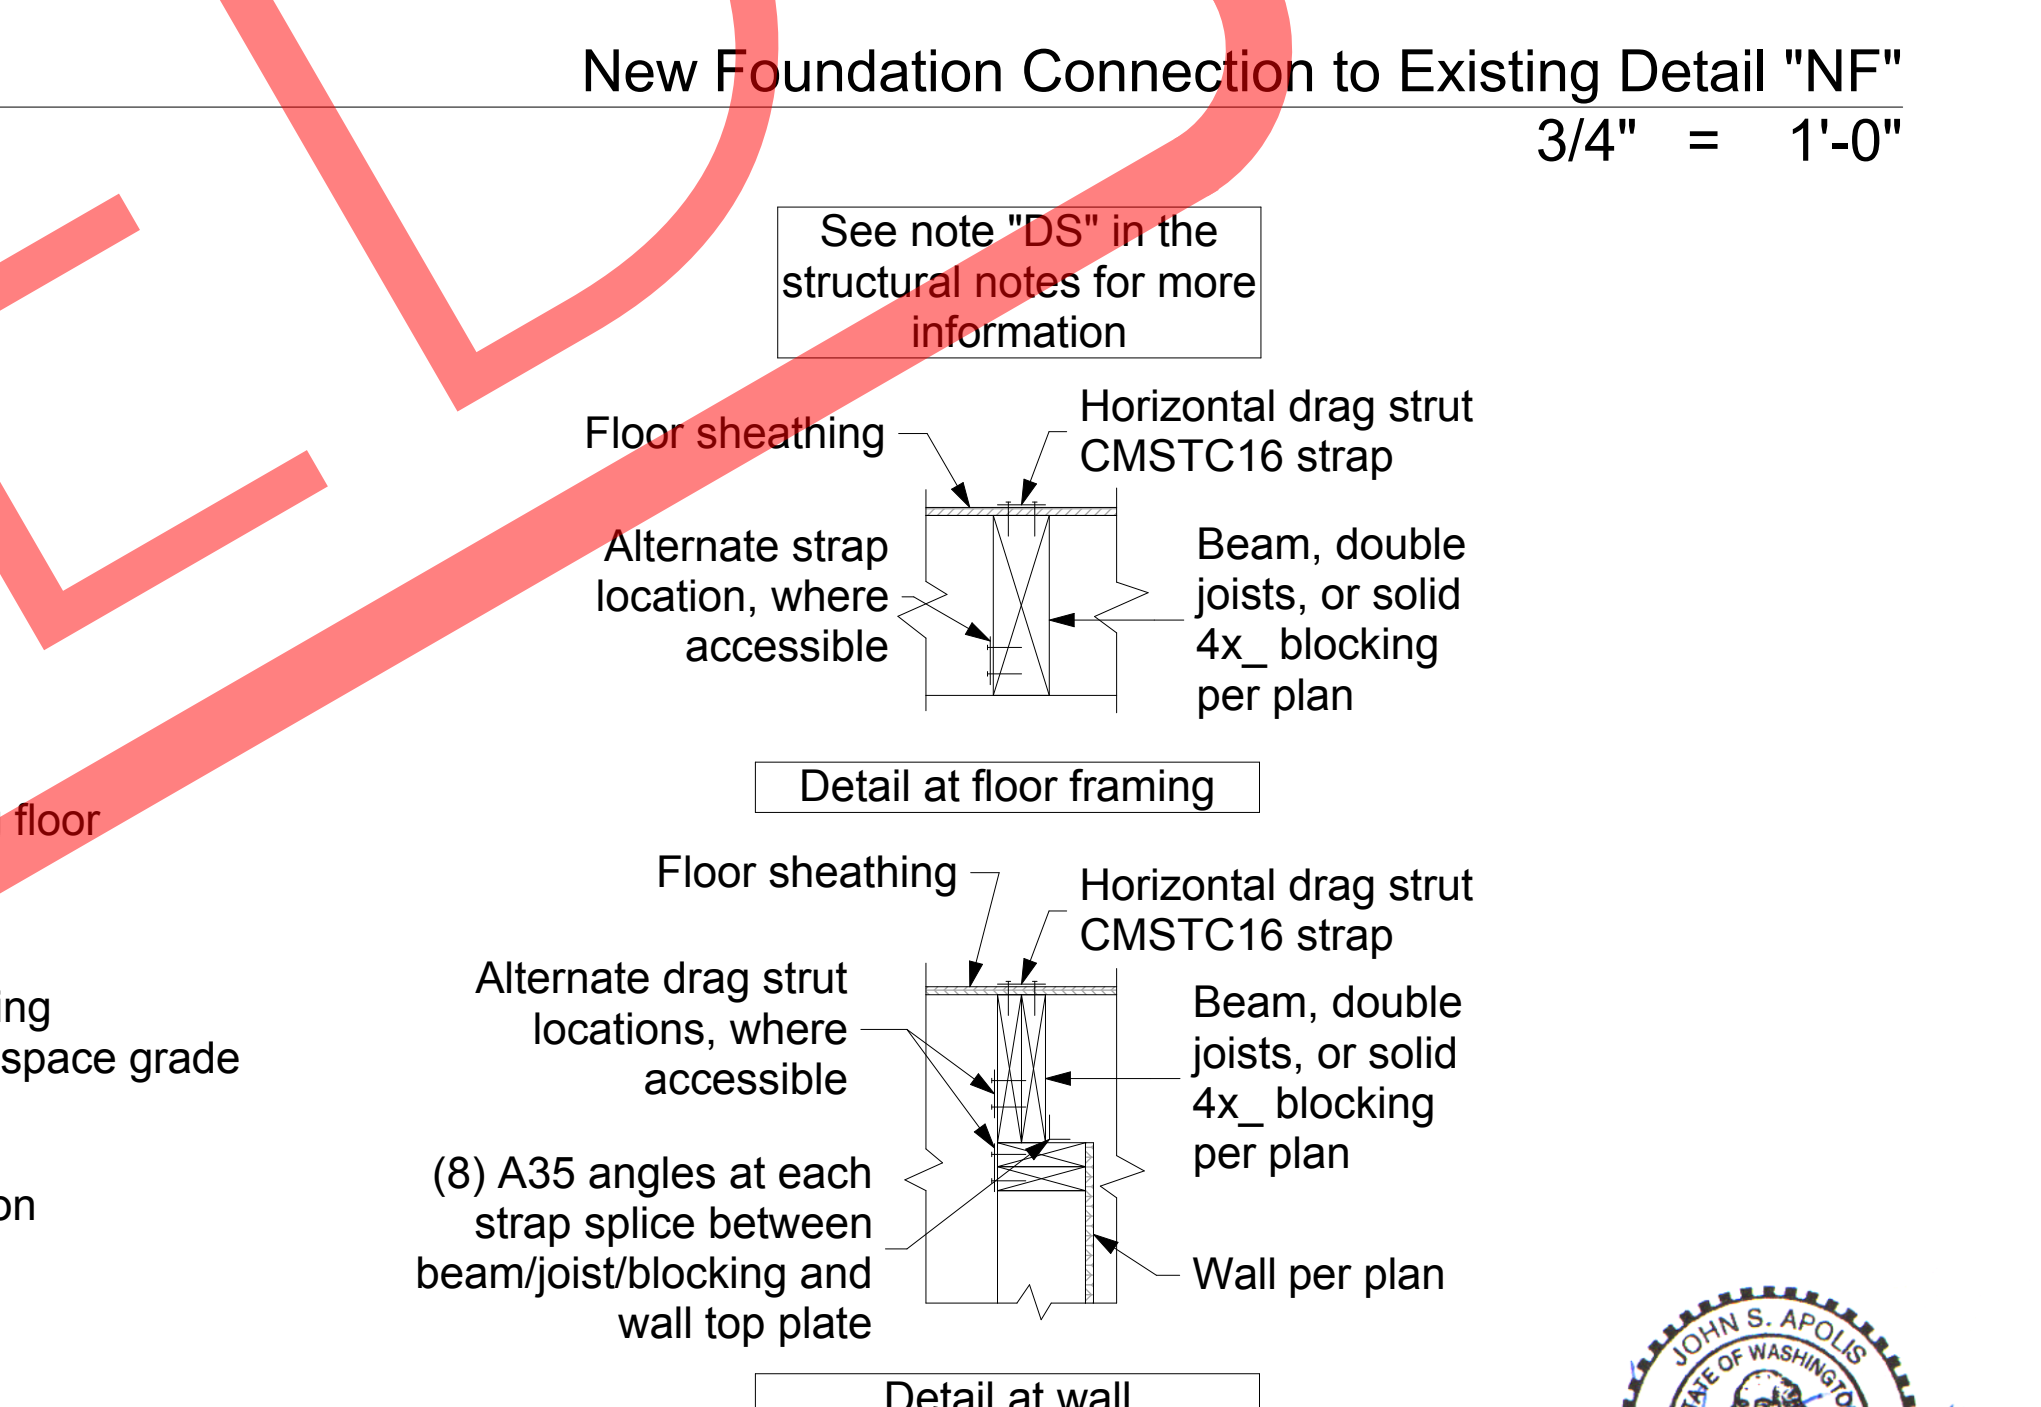 New Foundation Connection to Existing Detail "NF"
3/4" = 1'-0"
See note "DS" in the
structural notes for more
information
Floor sheathing
Horizontal drag strut
CMSTC16 strap
Alternate strap
location, where
accessible
Beam, double
joists, or solid
4x_ blocking
per plan
Detail at floor framing
floor
Floor sheathing
Horizontal drag strut
CMSTC16 strap
Alternate drag strut
locations, where
accessible
Beam, double
joists, or solid
4x_ blocking
per plan
ing
space grade
(8) A35 angles at each
strap splice between
beam/joist/blocking and
wall top plate
on
Wall per plan
Detail at wall
JOHN S. APOLIS
OF WASHINGTO